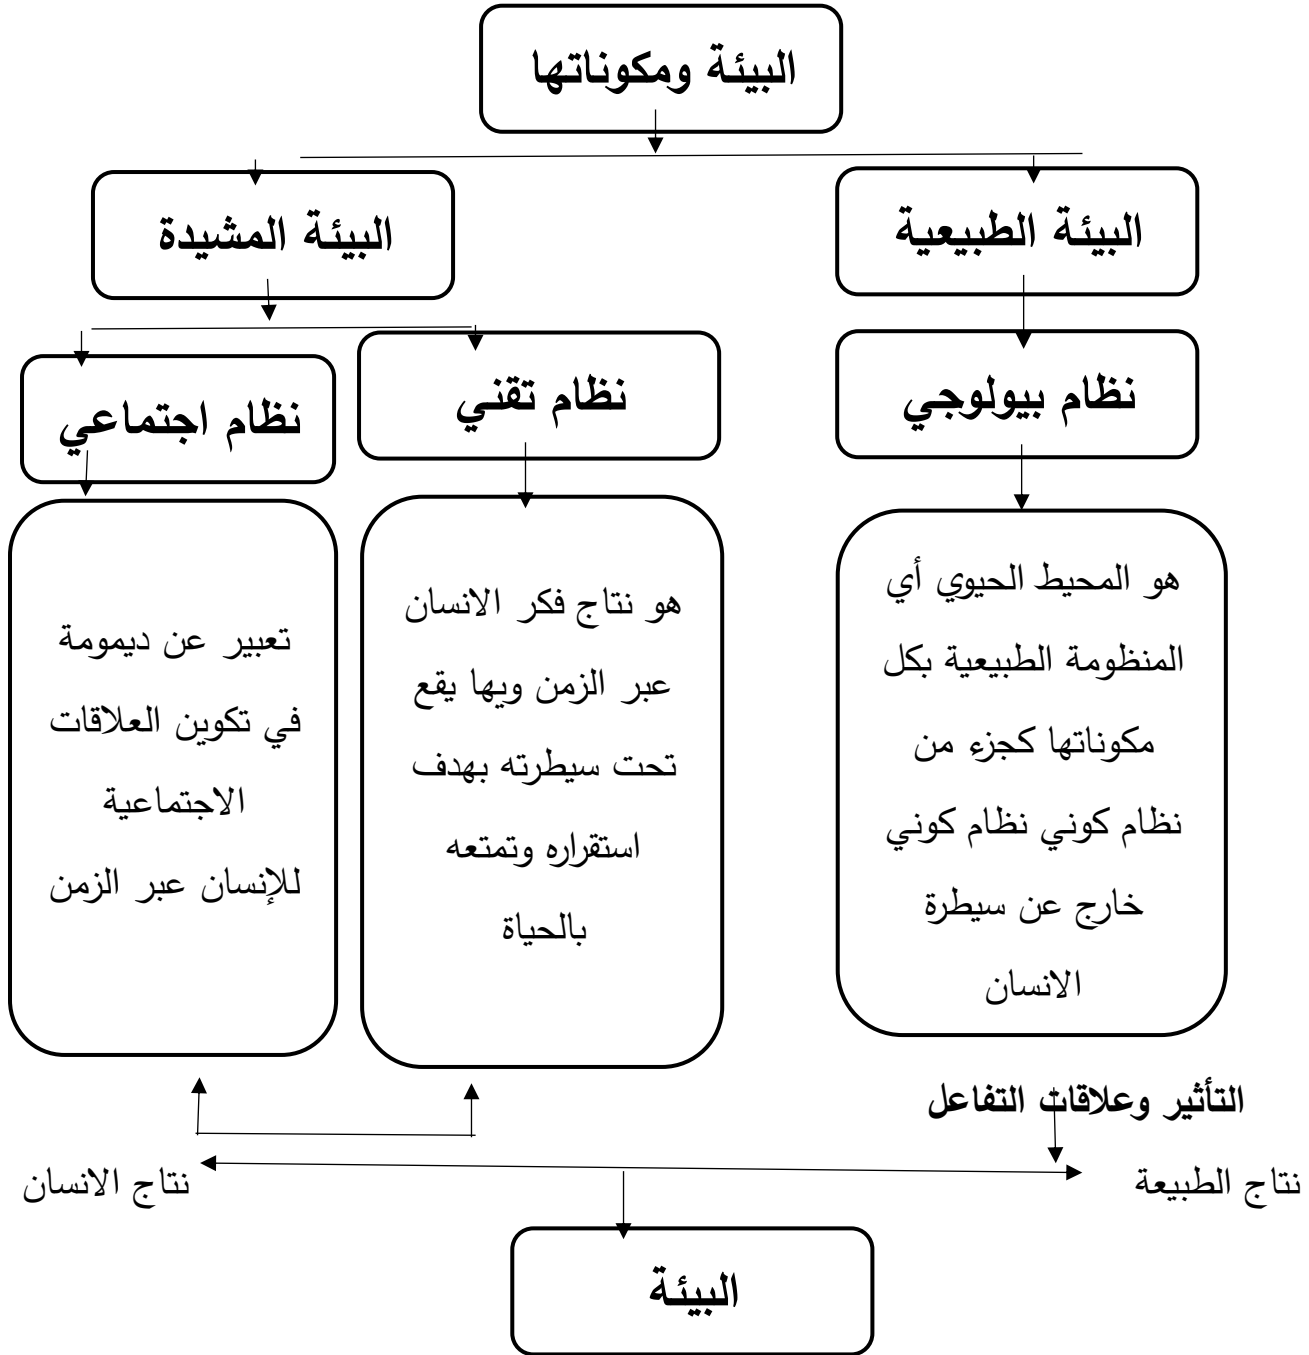 البيئة ومكوناتها
البيئة الطبيعية
البيئة المشيدة
نظام بيولوجي
نظام تقني
نظام اجتماعي
هو المحيط الحيوي أي
المنظومة الطبيعية بكل
مكوناتها كجزء من
نظام كوني نظام كوني
خارج عن سيطرة
الانسان
هو نتاج فكر الانسان
عبر الزمن وبها يقع
تحت سيطرته بهدف
استقراره وتمتعه
بالحياة
تعبير عن ديمومة
في تكوين العلاقات
الاجتماعية
للإنسان عبر الزمن
التأثير وعلاقات التفاعل
نتاج الطبيعة
نتاج الانسان
البيئة